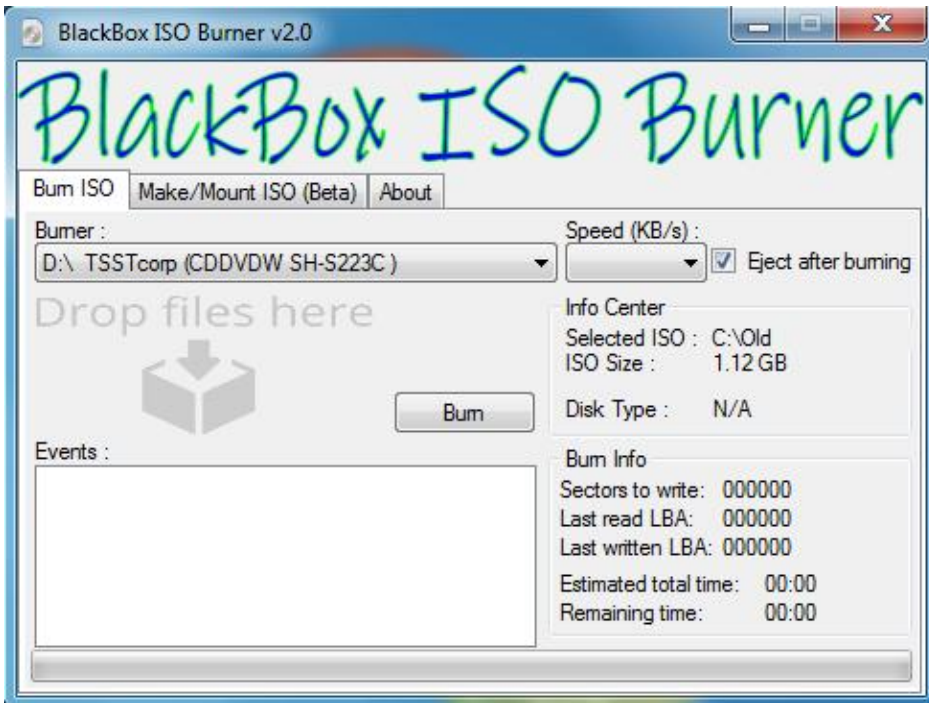 BlackBox ISO Burner v2.0
BlackBox ISO Burner
Burn ISO
Make/Mount ISO (Beta)
About
Burner :
Speed (KB/s) :
D:\ TSSTcorp (CDDVDW SH-S223C )
Eject after burning
Drop files here
Info Center
Selected ISO : C:\Old
ISO Size : 1.12 GB
Burn
Disk Type : N/A
Events :
Burn Info
Sectors to write: 000000
Last read LBA: 000000
Last written LBA: 000000
Estimated total time: 00:00
Remaining time: 00:00